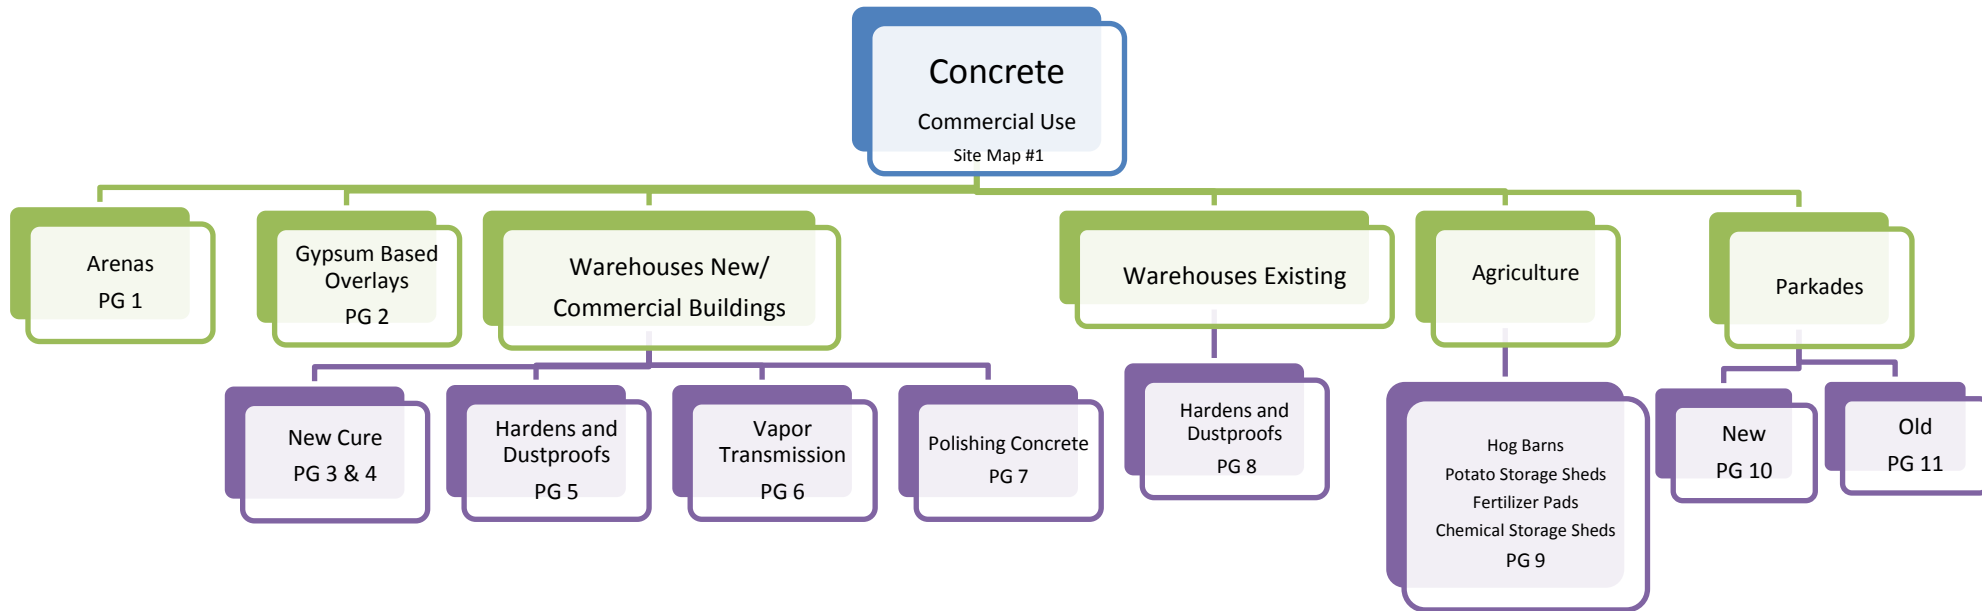 Concrete
Commercial Use
Site Map #1
Arenas
PG 1
Gypsum Based
Overlays
PG 2
Warehouses New/
Commercial Buildings
Warehouses Existing
Agriculture
Parkades
New Cure
PG 3 & 4
Hardens and
Dustproofs
PG 5
Vapor
Transmission
PG 6
Polishing Concrete
PG 7
Hardens and
Dustproofs
PG 8
Hog Barns
Potato Storage Sheds
Fertilizer Pads
Chemical Storage Sheds
PG 9
New
PG 10
Old
PG 11